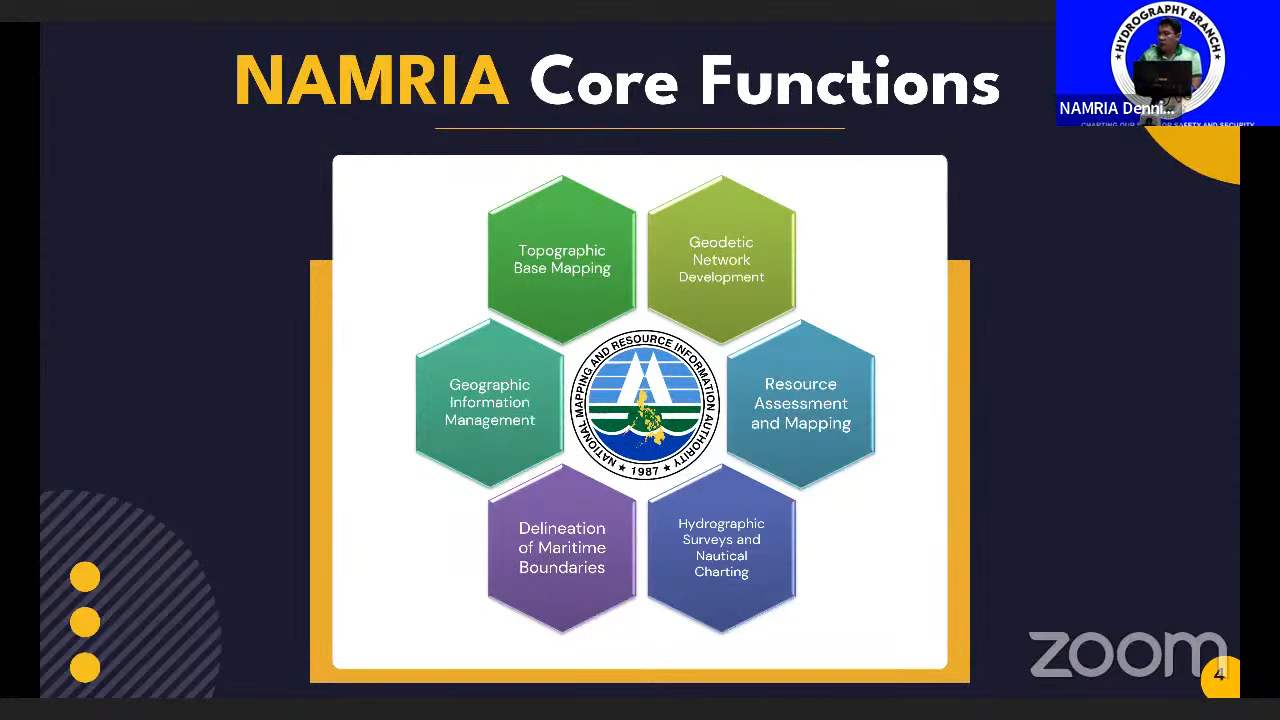 NAMRIA Core Functions
HYDROGRAPHY BRANCH
NAMRIA Denni...
Topographic
Base Mapping
Geodetic
Network
Development
Geographic
Information
Management
NATIONAL MAPPING AND RESOURCE INFORMATION AUTHORITY
1987
Resource
Assessment
and Mapping
Delineation
of Maritime
Boundaries
Hydrographic
Surveys and
Nautical
Charting
zoom
4